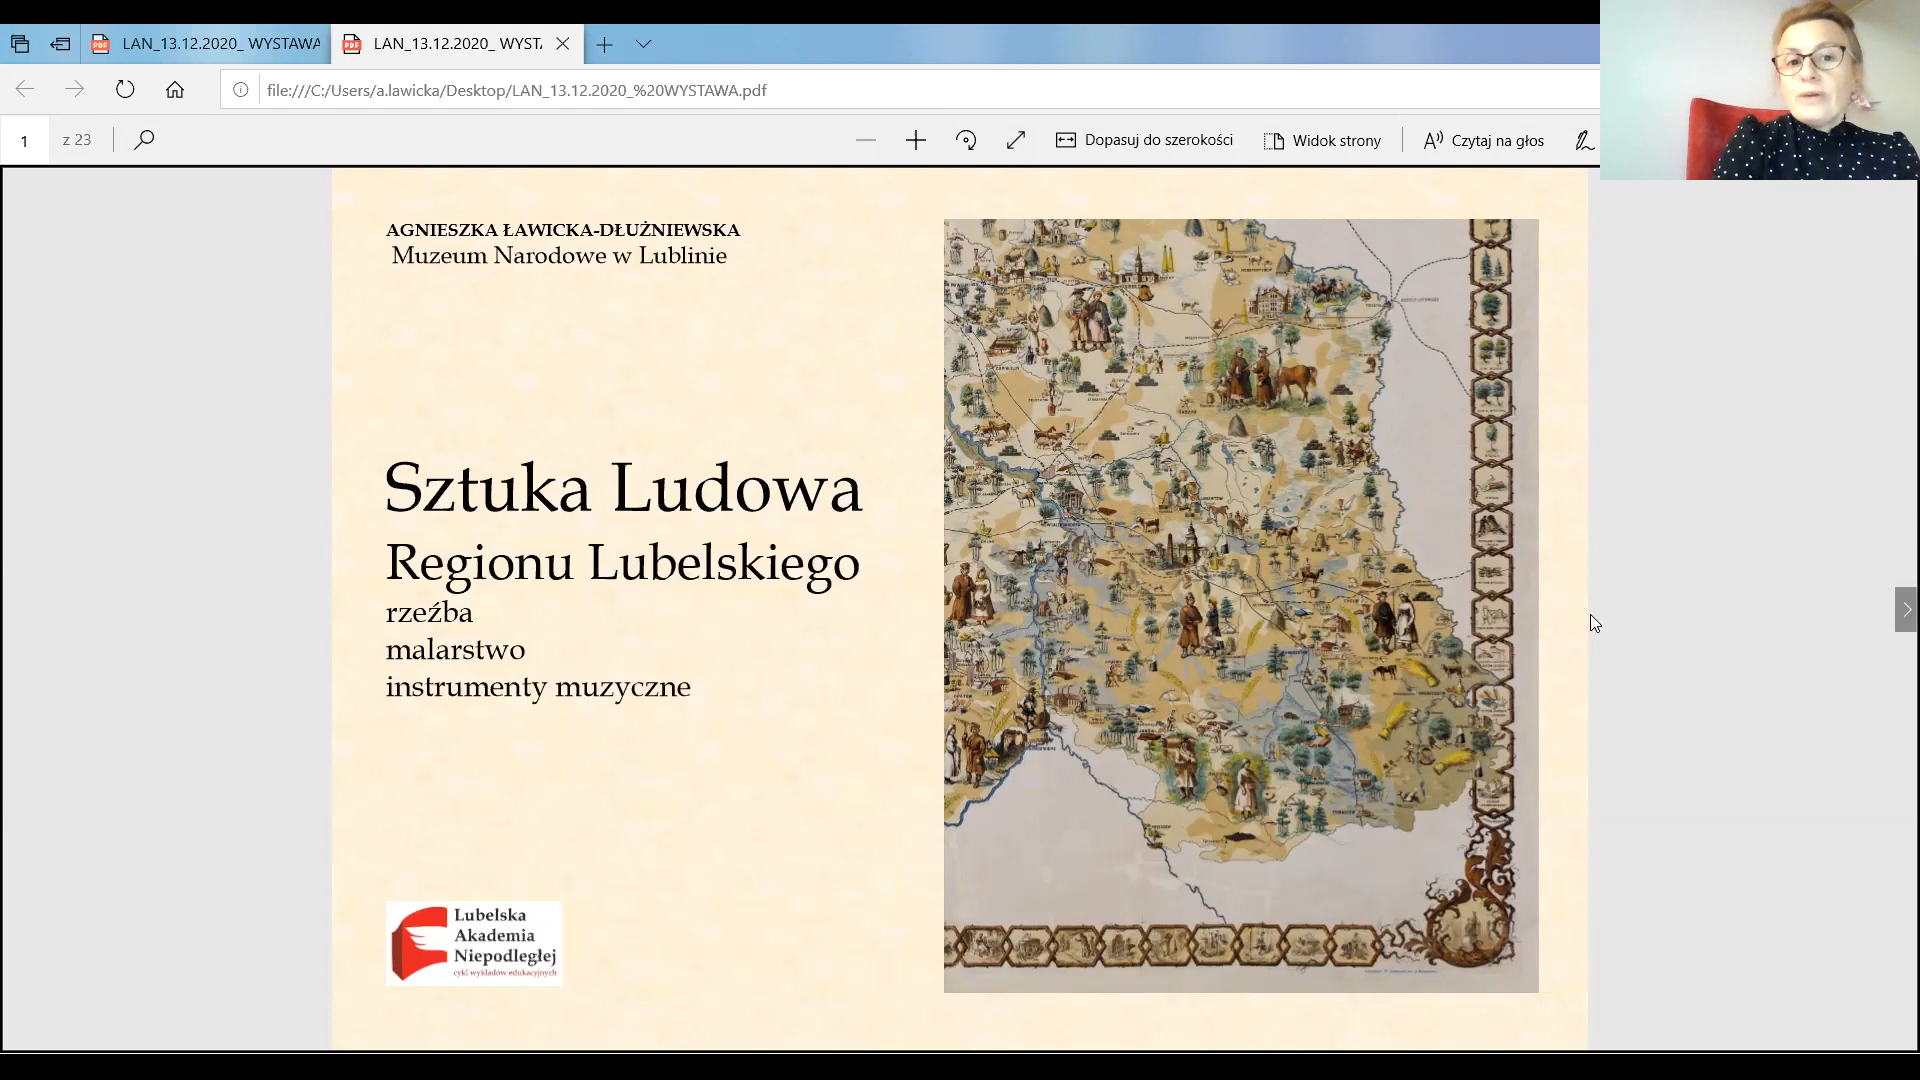 LAN_13.12.2020_ WYSTAWA
LAN_13.12.2020_ WYST
file:///C:/Users/a.lawicka/Desktop/LAN_13.12.2020_%20WYSTAWA.pdf
1 z 23
Dopasuj do szerokości
Widok strony
Czytaj na głos
AGNIESZKA ŁAWICKA-DŁUŻNIEWSKA
Muzeum Narodowe w Lublinie
Sztuka Ludowa
Regionu Lubelskiego
rzeźba
malarstwo
instrumenty muzyczne
Lubelska
Akademia
Niepodległej
cykl wykładów edukacyjnych